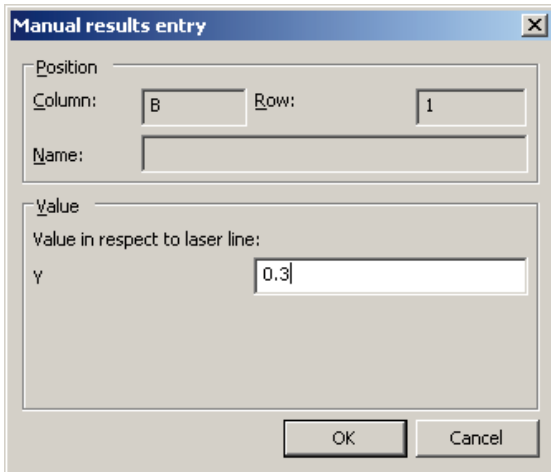 Manual results entry
Position
Column: B Row: 1
Name:
Value
Value in respect to laser line:
Y 0.3
OK Cancel